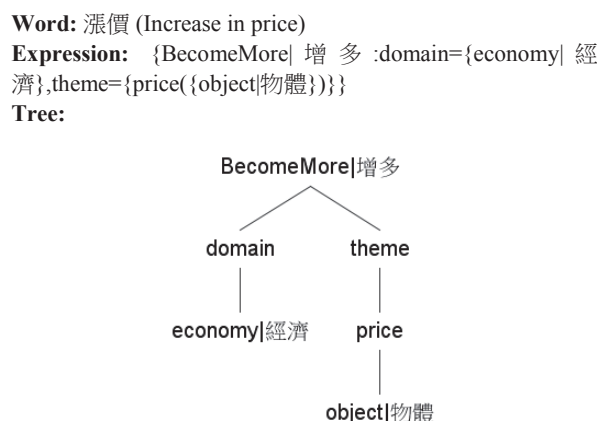 Word: 漲價 (Increase in price)
Expression: {BecomeMore| 增 多 :domain={economy| 經
濟},theme={price({object|物體})}}
Tree:
BecomeMore|增多
domain theme
economy|經濟 price
object|物體